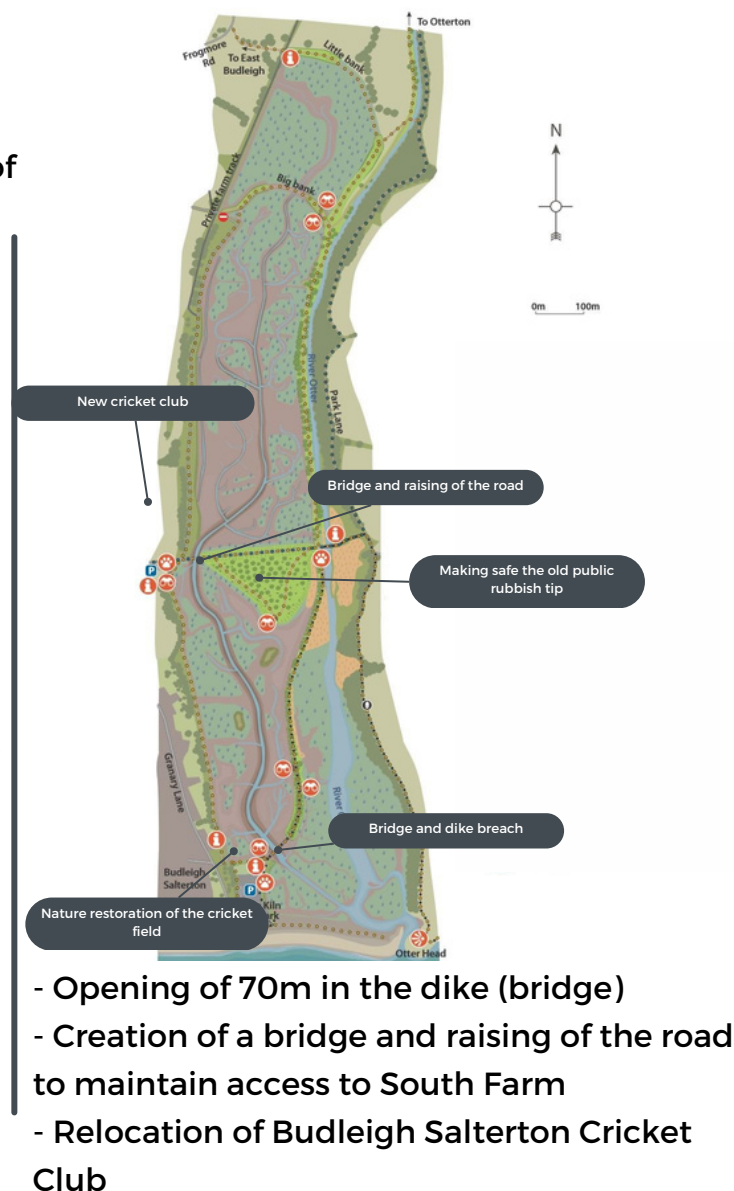 To Otterton
Frogmore
Rd
To East
Budleigh
Little bank
of
N
Private farm track
Big bank
0m 100m
River Otter
Park Lane
New cricket club
Bridge and raising of the road
P
Making safe the old public
rubbish tip
Granary Lane
River
Bridge and dike breach
Budleigh
Salterton
P
Nature restoration of the cricket
field
Kiln
Otter Head
- Opening of 70m in the dike (bridge)
- Creation of a bridge and raising of the road
to maintain access to South Farm
- Relocation of Budleigh Salterton Cricket
Club